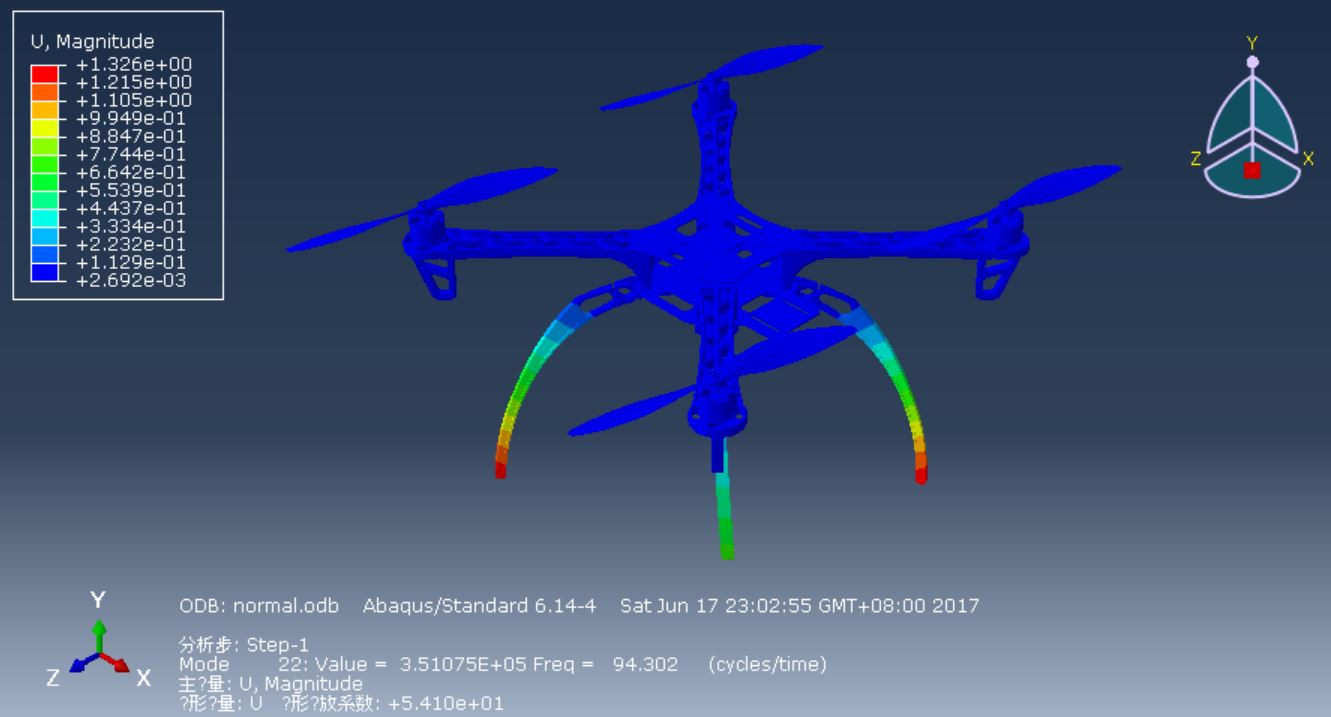 U, Magnitude
+1.326e+00
+1.215e+00
+1.105e+00
+9.949e-01
+8.847e-01
+7.744e-01
+6.642e-01
+5.539e-01
+4.437e-01
+3.334e-01
+2.232e-01
+1.129e-01
+2.692e-03
Y
Z
X
Y
Z
X
ODB: normal.odb Abaqus/Standard 6.14-4 Sat Jun 17 23:02:55 GMT+08:00 2017
分析步: Step-1
Mode 22: Value = 3.51075E+05 Freq = 94.302 (cycles/time)
主?量: U, Magnitude
?形?量: U ?形?放系数: +5.410e+01